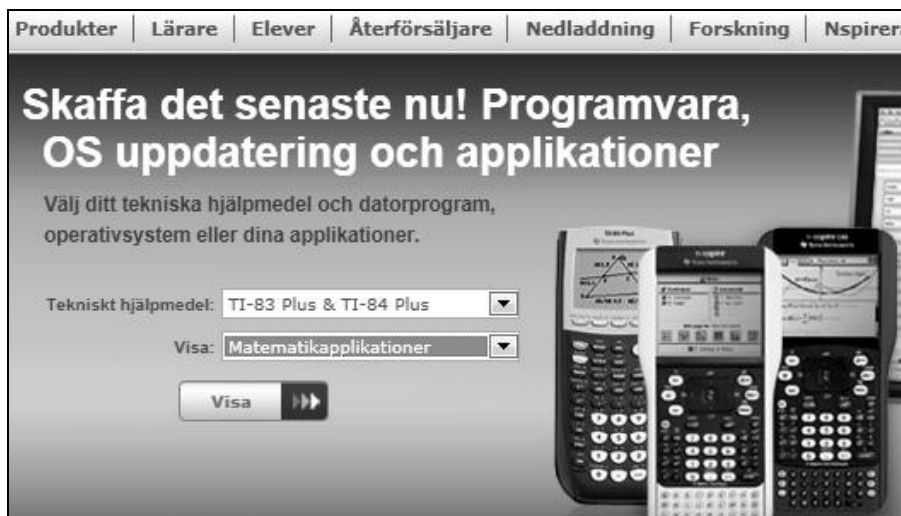 Produkter | Lärare | Elever | Återförsäljare | Nedladdning | Forskning |
Skaffa det senaste nu! Programvara,
OS uppdatering och applikationer
Välj ditt tekniska hjälpmedel och datorprogram,
operativsystem eller dina applikationer.
Tekniskt hjälpmedel: TI-83 Plus & TI-84 Plus
Visa: Matematikapplikationer
Visa